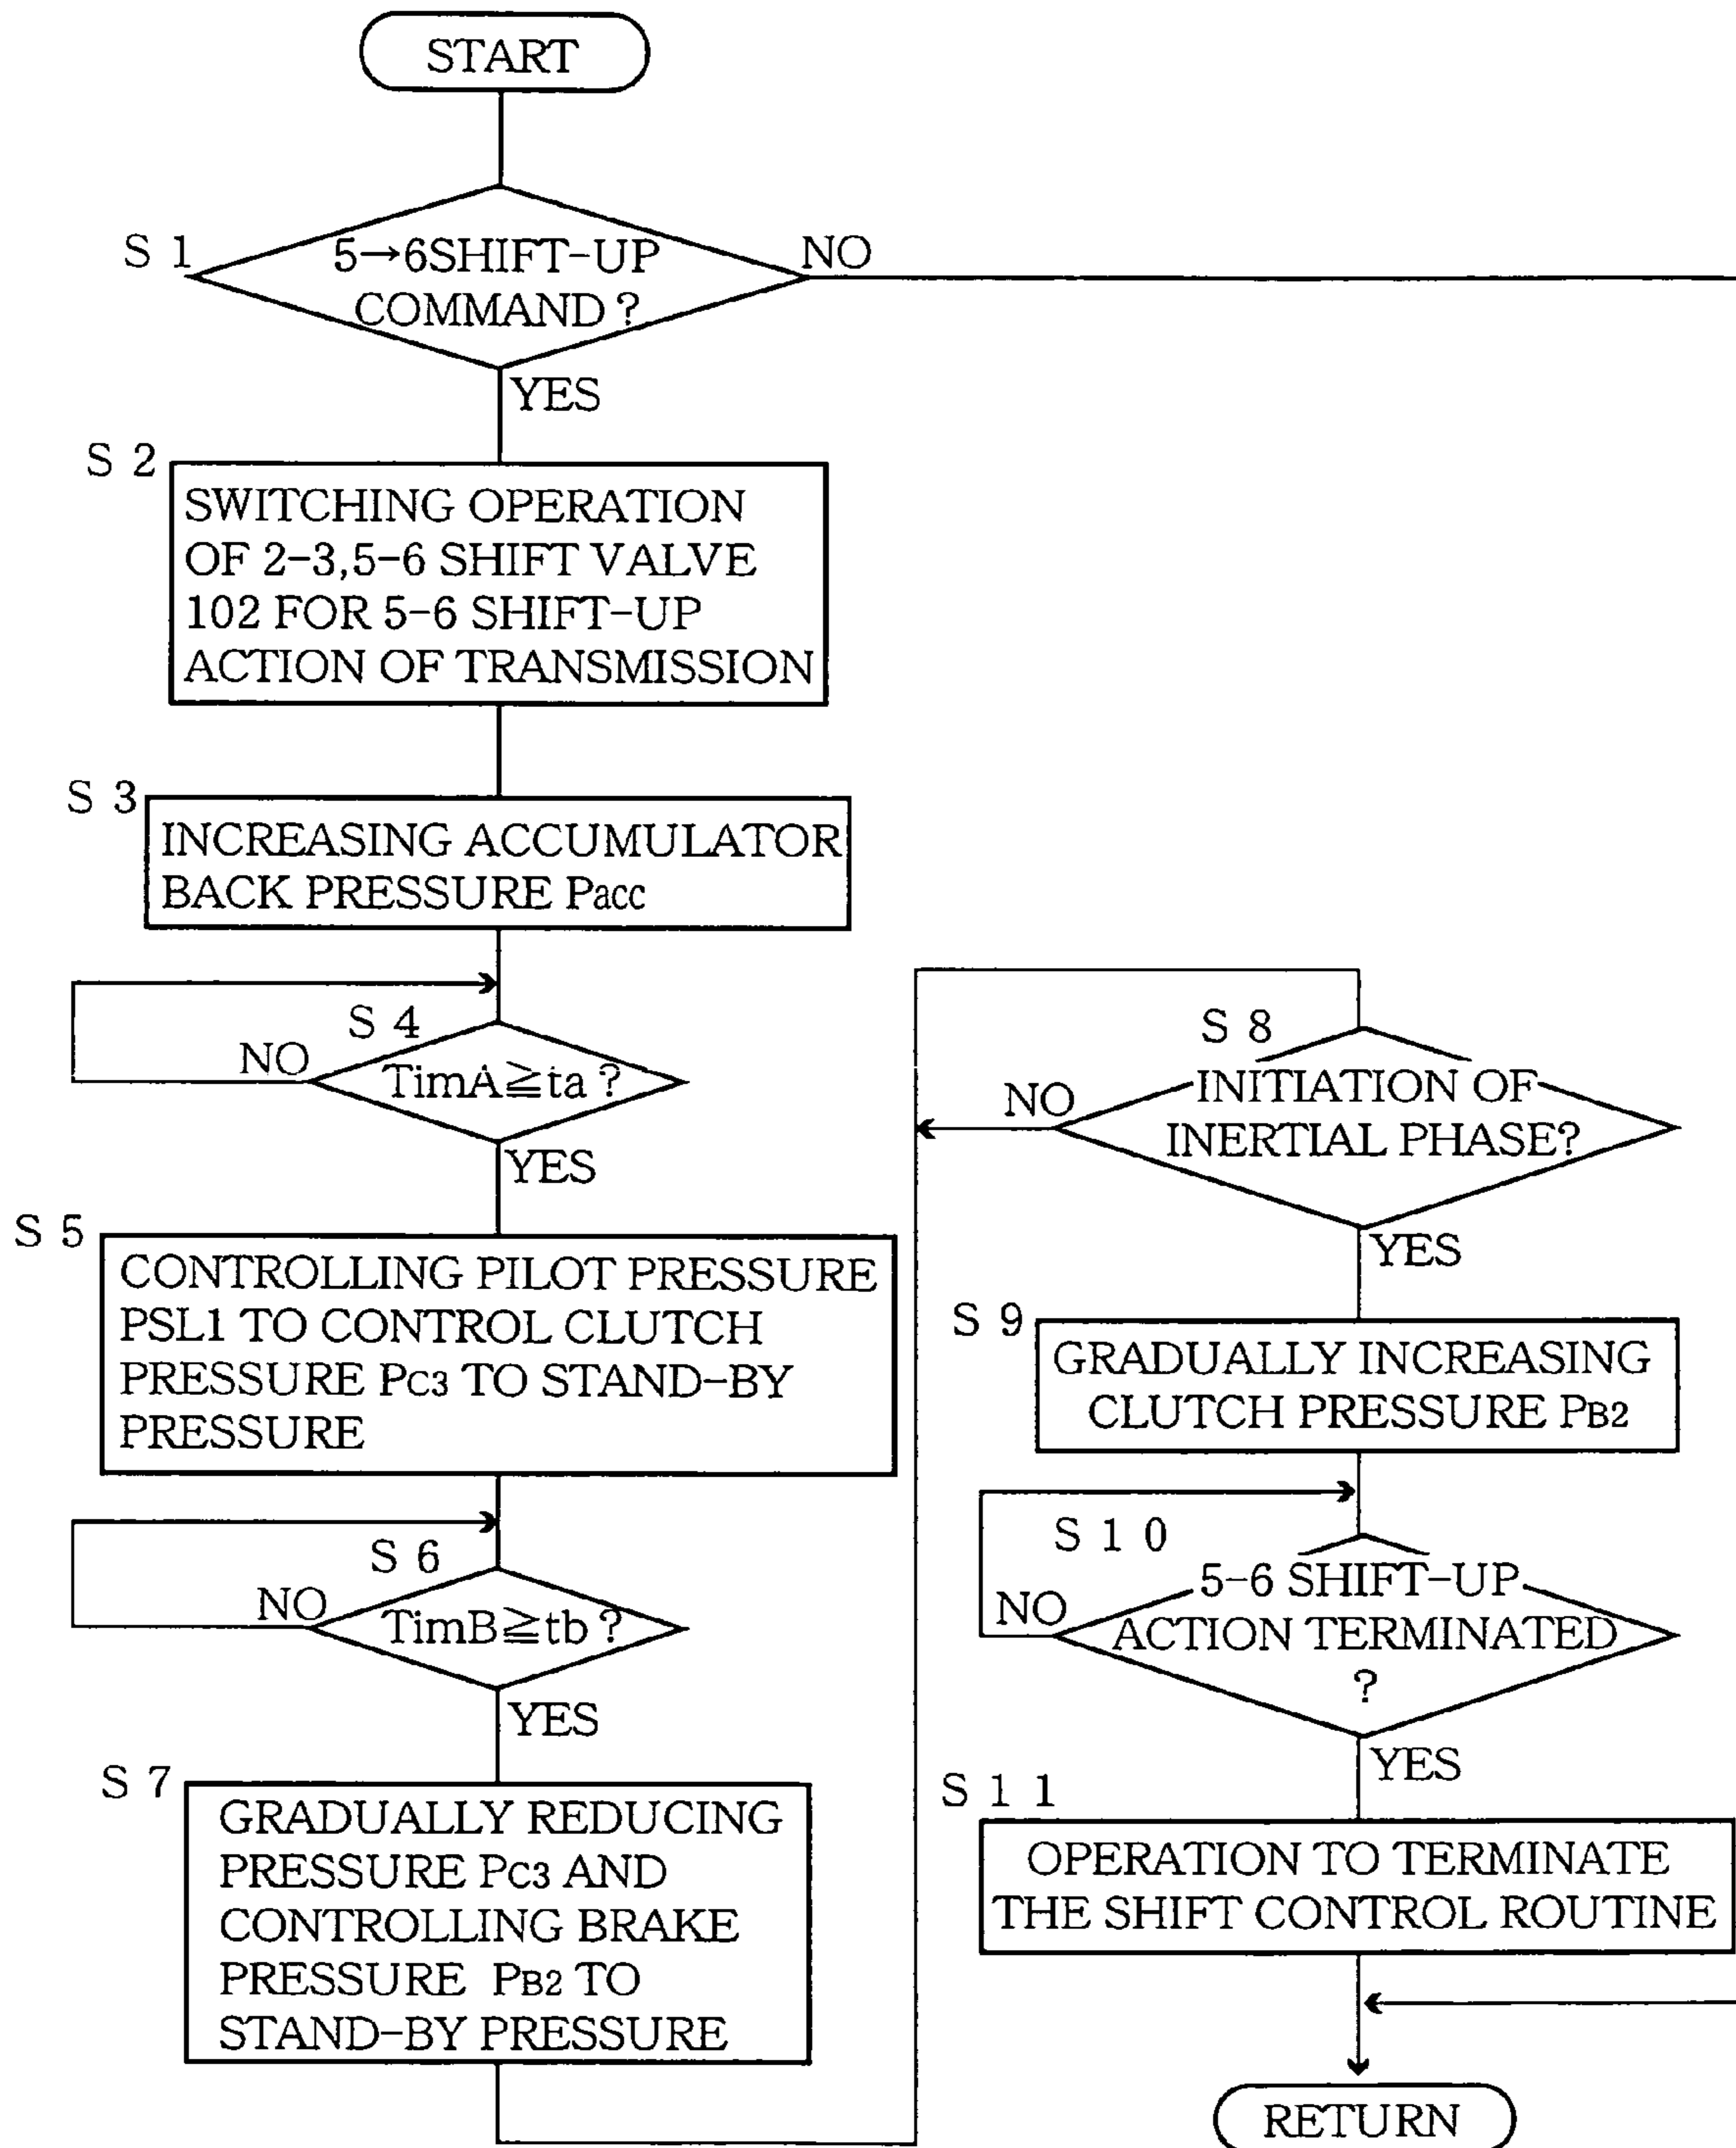 START
S 1
5→6SHIFT-UP
COMMAND?
NO
YES
S 2
SWITCHING OPERATION
OF 2-3,5-6 SHIFT VALVE
102 FOR 5-6 SHIFT-UP
ACTION OF TRANSMISSION
S 3
INCREASING ACCUMULATOR
BACK PRESSURE Pacc
S 4
NO
TimA≧ta?
YES
S 5
CONTROLLING PILOT PRESSURE
PSL1 TO CONTROL CLUTCH
PRESSURE PC3 TO STAND-BY
PRESSURE
S 6
NO
TimB≧tb?
YES
S 7
GRADUALLY REDUCING
PRESSURE PC3 AND
CONTROLLING BRAKE
PRESSURE PB2 TO
STAND-BY PRESSURE
S 8
NO
INITIATION OF
INERTIAL PHASE?
YES
S 9
GRADUALLY INCREASING
CLUTCH PRESSURE PB2
S 1 0
NO
5-6 SHIFT-UP
ACTION TERMINATED
?
YES
S 1 1
OPERATION TO TERMINATE
THE SHIFT CONTROL ROUTINE
RETURN